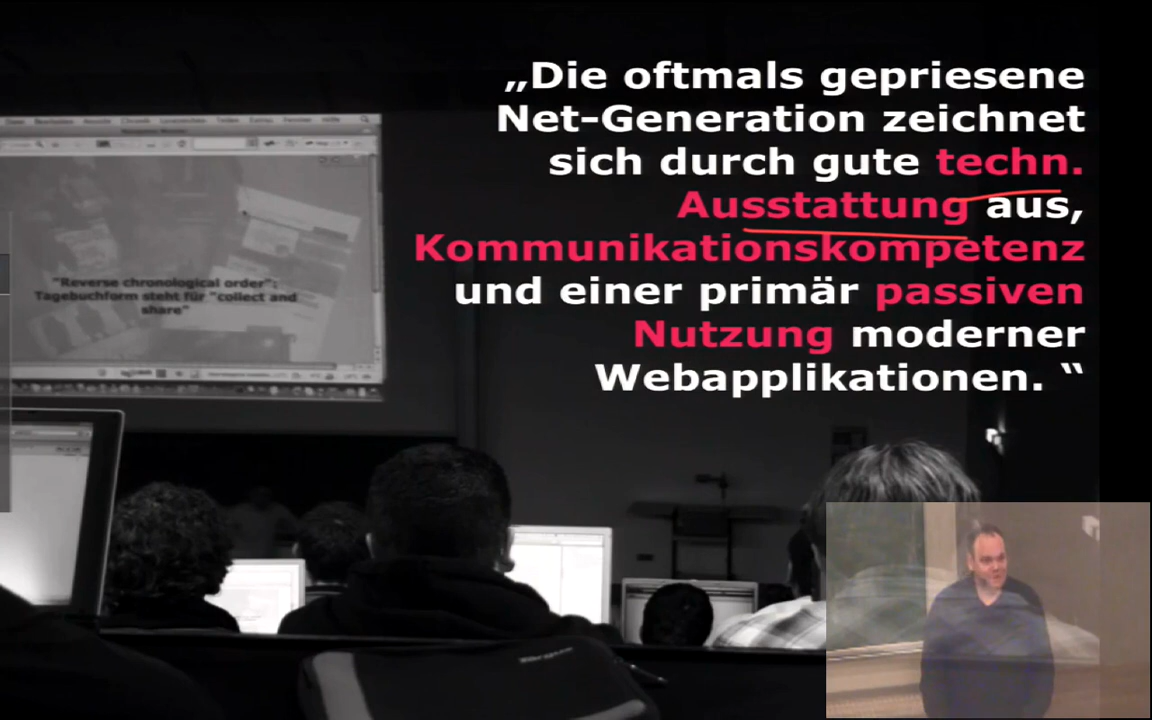 „Die oftmals gepriesene
Net-Generation zeichnet
sich durch gute techn.
Ausstattung aus,
Kommunikationskompetenz
und einer primär passiven
Nutzung moderner
Webapplikationen. “
"Reverse chronological order":
Tagebuchform steht für "collect and
share"